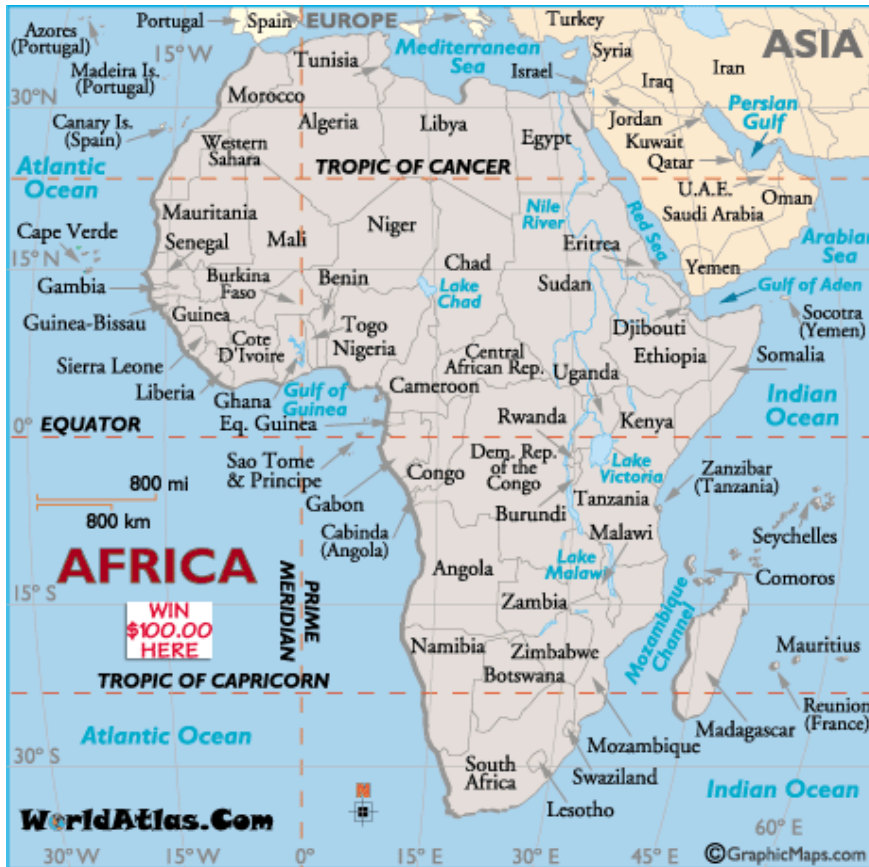 Azores
(Portugal)
Portugal
Spain
EUROPE
Turkey
ASIA
15°W
Mediterranean
Sea
Syria
Madeira Is.
(Portugal)
Tunisia
Israel
Iraq
Iran
30°N
Morocco
Canary Is.
(Spain)
Algeria
Libya
Egypt
Jordan
Kuwait
Persian
Gulf
Western
Sahara
Qatar
Atlantic
Ocean
TROPIC OF CANCER
U.A.E.
Oman
Saudi Arabia
Mauritania
Nile
River
Red Sea
Niger
Cape Verde
Senegal
Mali
Eritrea
Arabian
Sea
15°N
Chad
Yemen
Gambia
Burkina
Faso
Benin
Lake
Chad
Sudan
Gulf of Aden
Guinea-Bissau
Guinea
Djibouti
Socotra
(Yemen)
Togo
Cote
D'Ivoire
Nigeria
Ethiopia
Sierra Leone
Central
African Rep.
Somalia
Liberia
Ghana
Gulf of
Guinea
Cameroon
Uganda
Indian
Ocean
EQUATOR
Eq. Guinea
Rwanda
Kenya
0°
Sao Tome
& Principe
Congo
Dem. Rep.
of the
Congo
Lake
Victoria
Zanzibar
(Tanzania)
800 mi
Gabon
Tanzania
800 km
Cabinda
(Angola)
Burundi
Malawi
Seychelles
AFRICA
Angola
Lake
Malawi
Comoros
15° S
PRIME
MERIDIAN
Zambia
Mozambique
Channel
WIN
$100.00
HERE
Namibia
Zimbabwe
Mauritius
Botswana
TROPIC OF CAPRICORN
Reunion
(France)
Madagascar
Atlantic Ocean
Mozambique
30° S
South
Africa
Swaziland
Indian Ocean
Lesotho
WorldAtlas.Com
30°W
15°W
0°
15°E
30°E
45°E
60°E
©GraphicMaps.com